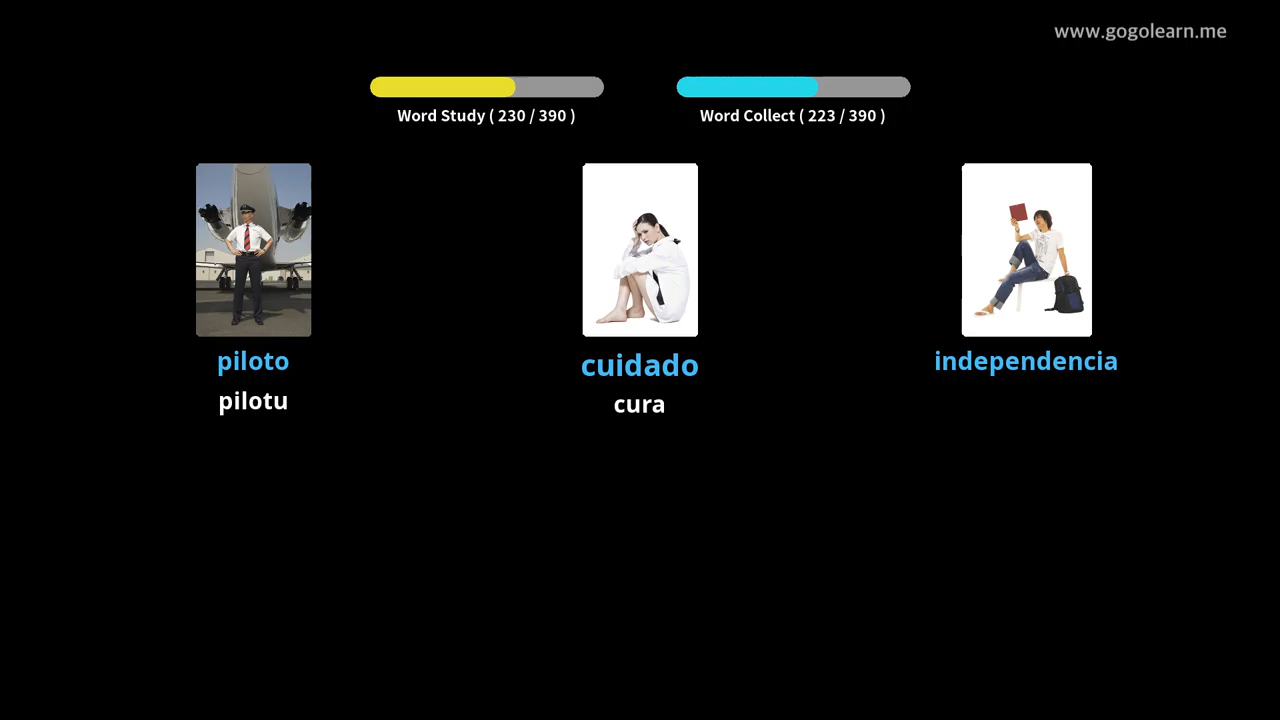 www.gogolearn.me
Word Study ( 230 / 390 )
Word Collect ( 223 / 390 )
piloto
pilotu
cuidado
cura
independencia